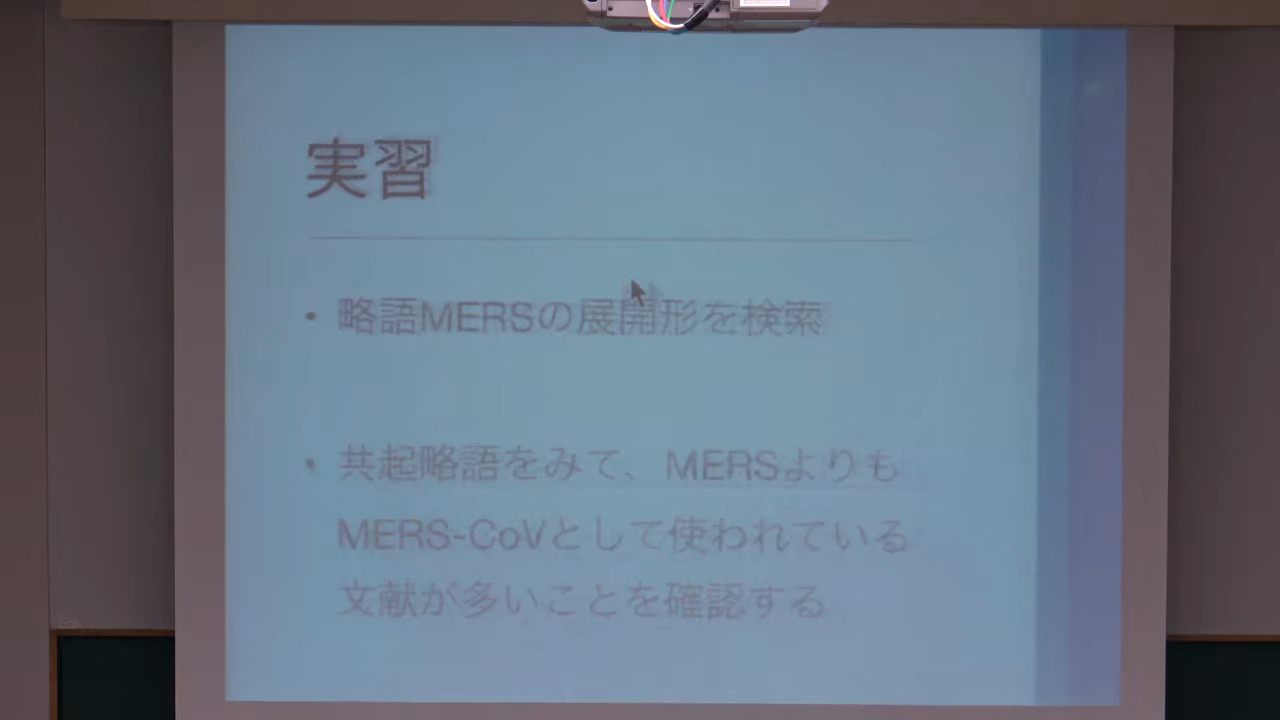 実習
• 略語MERSの展開形を検索
• 共起略語をみて、MERSよりも
MERS-CoVとして使われている
文献が多いことを確認する